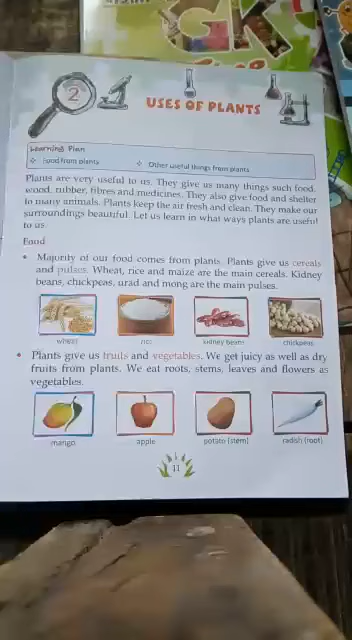 GK
2
USES OF PLANTS
Learning Plan
❖ Food from plants ❖ Other useful things from plants
Plants are very useful to us. They give us many things such food,
wood, rubber, fibres and medicines. They also give food and shelter
to many animals. Plants keep the air fresh and clean. They make our
surroundings beautiful. Let us learn in what ways plants are useful
to us.
Food
• Majority of our food comes from plants. Plants give us cereals
and pulses. Wheat, rice and maize are the main cereals. Kidney
beans, chickpeas, urad and mong are the main pulses.
wheat rice kidney beans chickpeas
• Plants give us fruits and vegetables. We get juicy as well as dry
fruits from plants. We eat roots, stems, leaves and flowers as
vegetables.
mango apple potato (stem) radish (root)
11